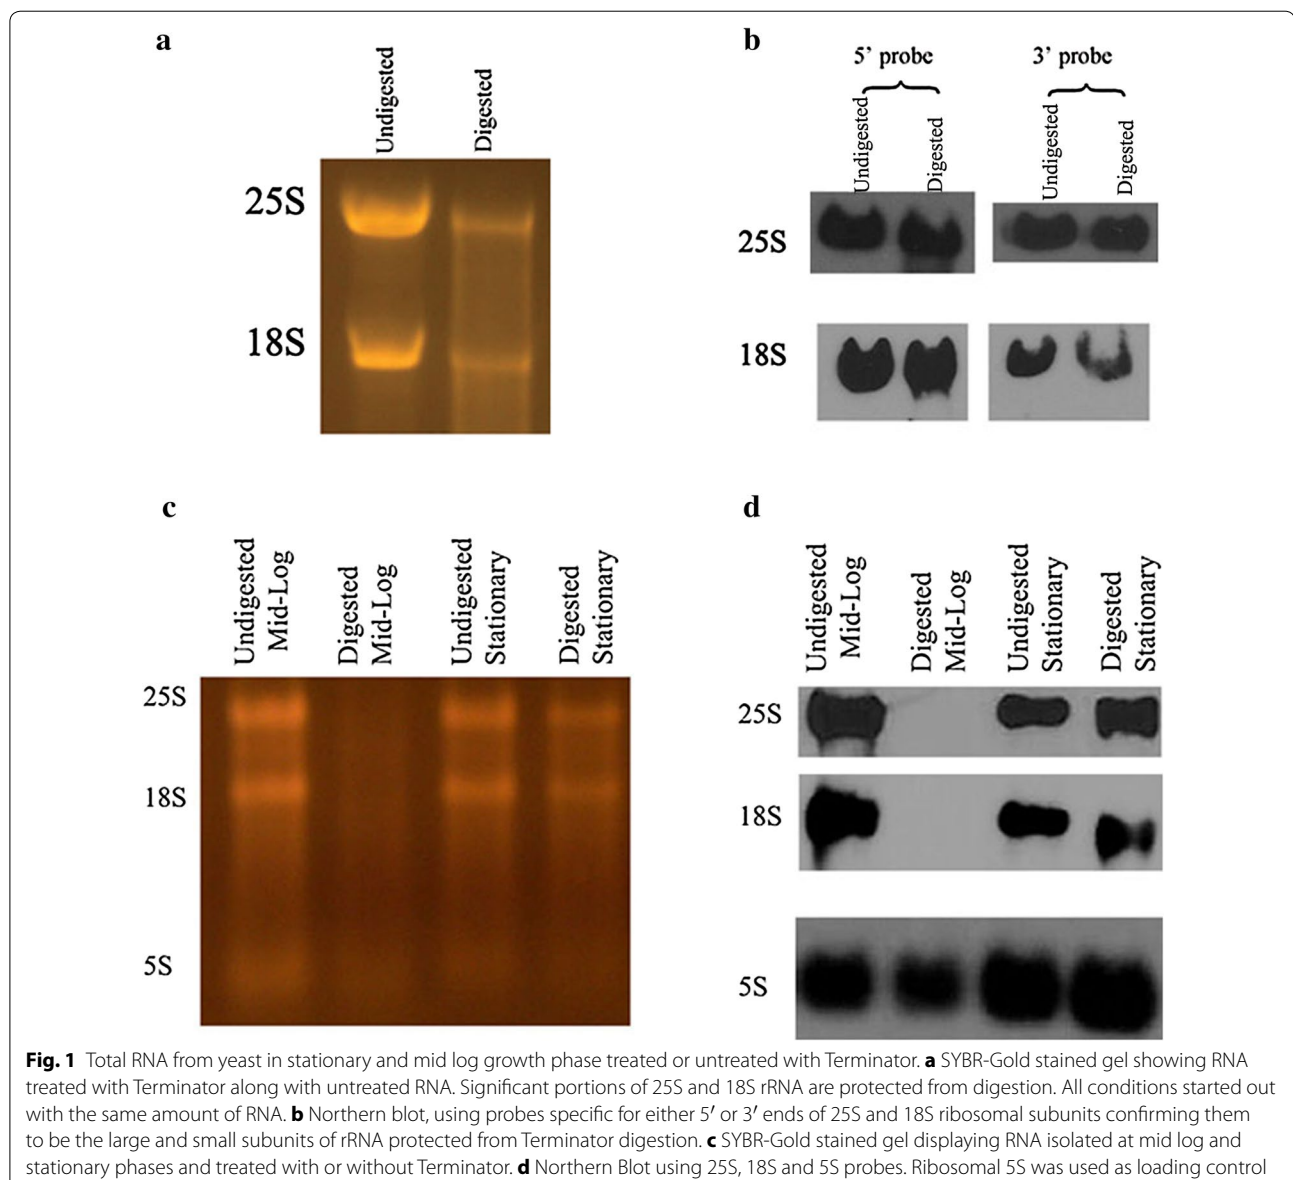 a
Undigested
Digested
25S
18S
b
5’ probe
3’ probe
Undigested
Digested
Undigested
Digested
25S
18S
c
Undigested
Mid-Log
Digested
Mid-Log
Undigested
Stationary
Digested
Stationary
25S
18S
5S
d
Undigested
Mid-Log
Digested
Mid-Log
Undigested
Stationary
Digested
Stationary
25S
18S
5S
Fig. 1 Total RNA from yeast in stationary and mid log growth phase treated or untreated with Terminator. a SYBR-Gold stained gel showing RNA
treated with Terminator along with untreated RNA. Significant portions of 25S and 18S rRNA are protected from digestion. All conditions started out
with the same amount of RNA. b Northern blot, using probes specific for either 5′ or 3′ ends of 25S and 18S ribosomal subunits confirming them
to be the large and small subunits of rRNA protected from Terminator digestion. c SYBR-Gold stained gel displaying RNA isolated at mid log and
stationary phases and treated with or without Terminator. d Northern Blot using 25S, 18S and 5S probes. Ribosomal 5S was used as loading control